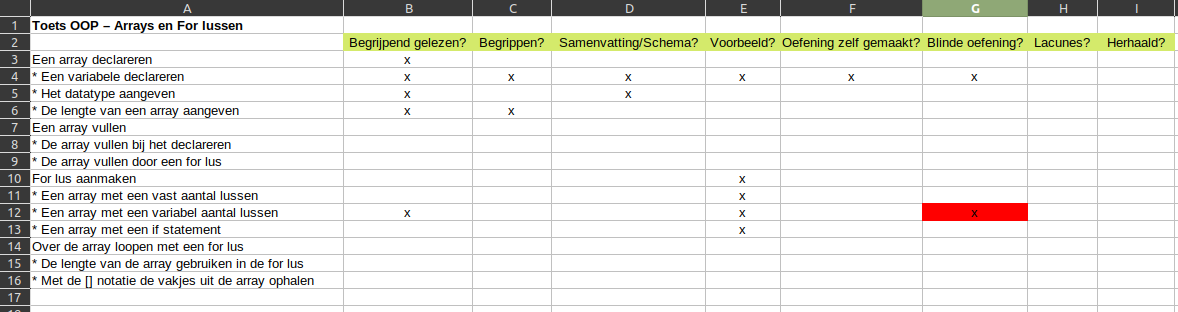 A B C D E F G H I
1 Toets OOP – Arrays en For lussen
2 Begrijpend gelezen? Begrippen? Samenvatting/Schema? Voorbeeld? Oefening zelf gemaakt? Blinde oefening? Lacunes? Herhaald?
3 Een array declareren x
4 * Een variabele declareren x x x x x x
5 * Het datatype aangeven x x
6 * De lengte van een array aangeven x x
7 Een array vullen
8 * De array vullen bij het declareren
9 * De array vullen door een for lus
10 For lus aanmaken x
11 * Een array met een vast aantal lussen x
12 * Een array met een variabel aantal lussen x x x
13 * Een array met een if statement x
14 Over de array loopen met een for lus
15 * De lengte van de array gebruiken in de for lus
16 * Met de [] notatie de vakjes uit de array ophalen
17